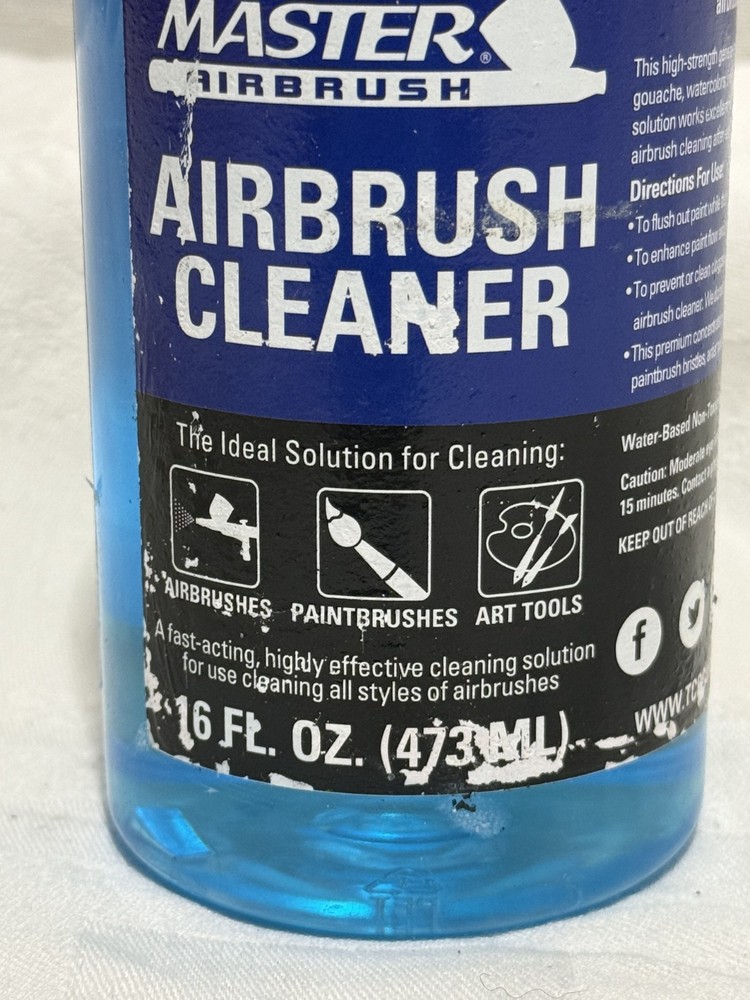 MASTER®
AIRBRUSH
AIRBRUSH
CLEANER
The Ideal Solution for Cleaning:
AIRBRUSHES
PAINTBRUSHES
ART TOOLS
A fast-acting, highly effective cleaning solution
for use cleaning all styles of airbrushes
16 FL. OZ. (473 ML)
This high-strength
gouache, watercolors
solution works
airbrush cleaning
Directions For Use:
• To flush out paint while
• To enhance paint flow
• To prevent or clean
airbrush cleaner. We
• This premium
paintbrush bristles,
Water-Based Non-
Caution: Moderate
15 minutes. Contact
KEEP OUT OF REACH OF
f
WWW.TC